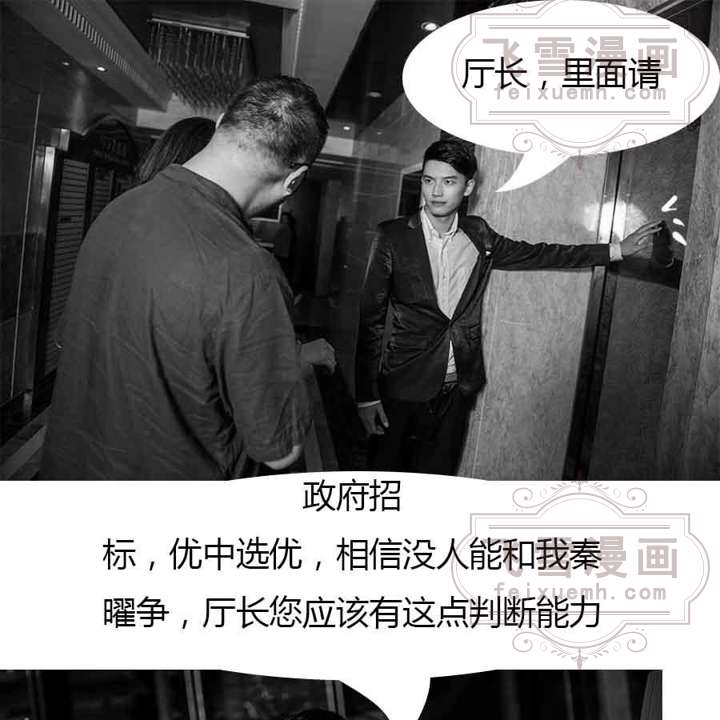 飞雪漫画
feixuemh.com
厅长，里面请
政府招
标，优中选优，相信没人能和我秦
曜争，厅长您应该有这点判断能力
飞雪漫画
feixuemh.com